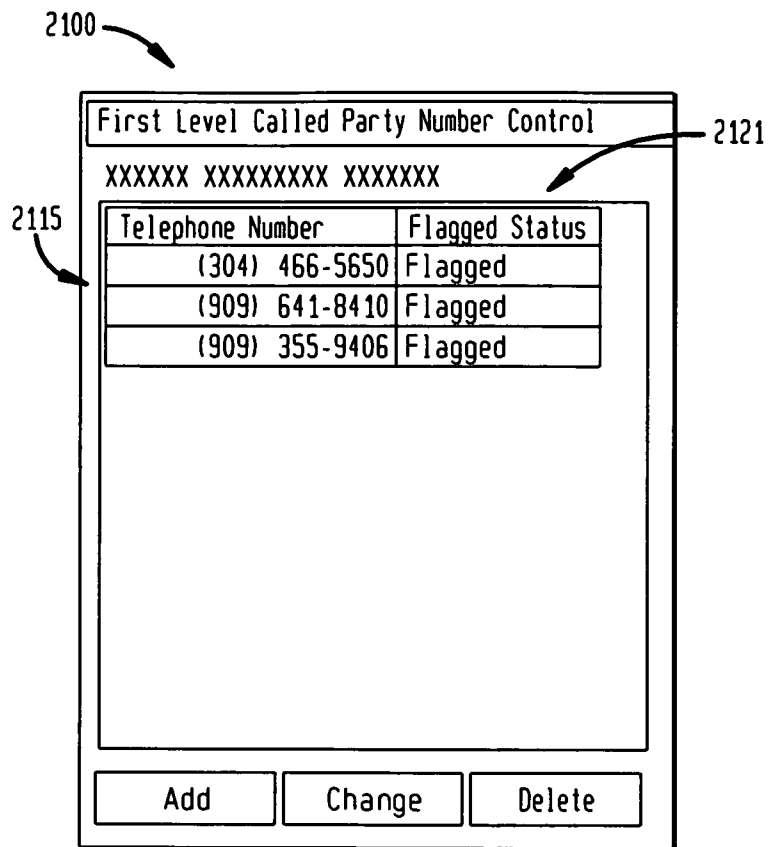 2100
First Level Called Party Number Control
2121
XXXXXX XXXXXXXXX XXXXXXX
2115
Telephone Number Flagged Status
(304) 466-5650 Flagged
(909) 641-8410 Flagged
(909) 355-9406 Flagged
Add Change Delete